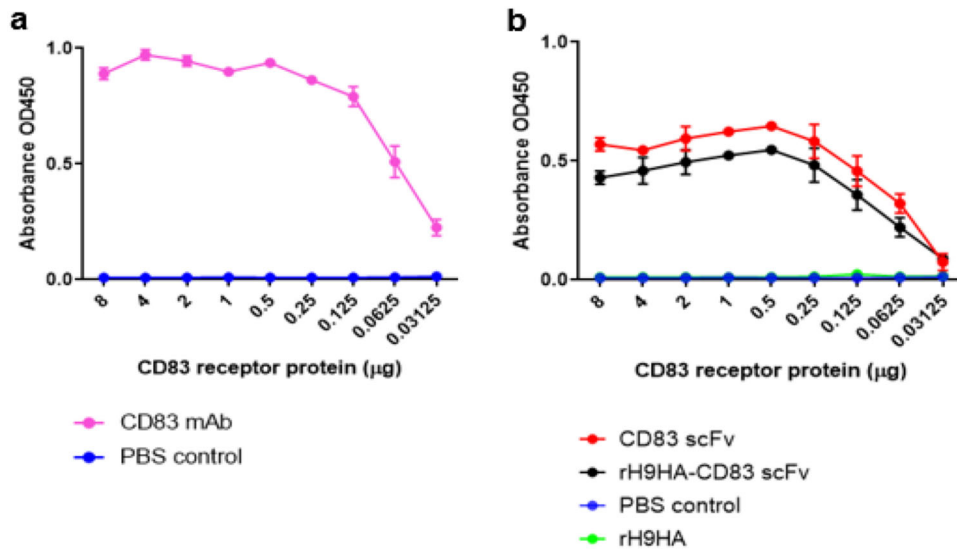 a
Absorbance OD450
1.0
0.5
0.0
8
4
2
1
0.5
0.25
0.125
0.0625
0.03125
CD83 receptor protein (µg)
CD83 mAb
PBS control
b
Absorbance OD450
1.0
0.5
0.0
8
4
2
1
0.5
0.25
0.125
0.0625
0.03125
CD83 receptor protein (µg)
CD83 scFv
rH9HA-CD83 scFv
PBS control
rH9HA